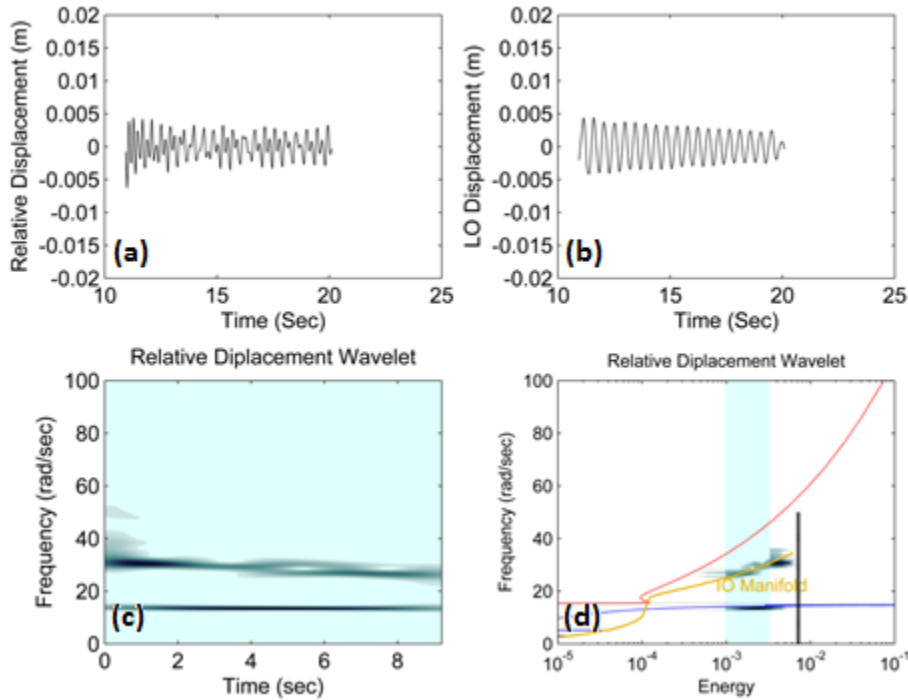 Relative Displacement (m)
0.02
0.015
0.01
0.005
0
-0.005
-0.01
-0.015
-0.02
(a)
10 15 20 25
Time (Sec)
LO Displacement (m)
0.02
0.015
0.01
0.005
0
-0.005
-0.01
-0.015
-0.02
(b)
10 15 20 25
Time (Sec)
Relative Diplacement Wavelet
Frequency (rad/sec)
100
80
60
40
20
0
(c)
0 2 4 6 8
Time (sec)
Relative Diplacement Wavelet
Frequency (rad/sec)
100
80
60
40
20
0
IO Manifold
(d)
10^-5 10^-4 10^-3 10^-2 10^-1
Energy